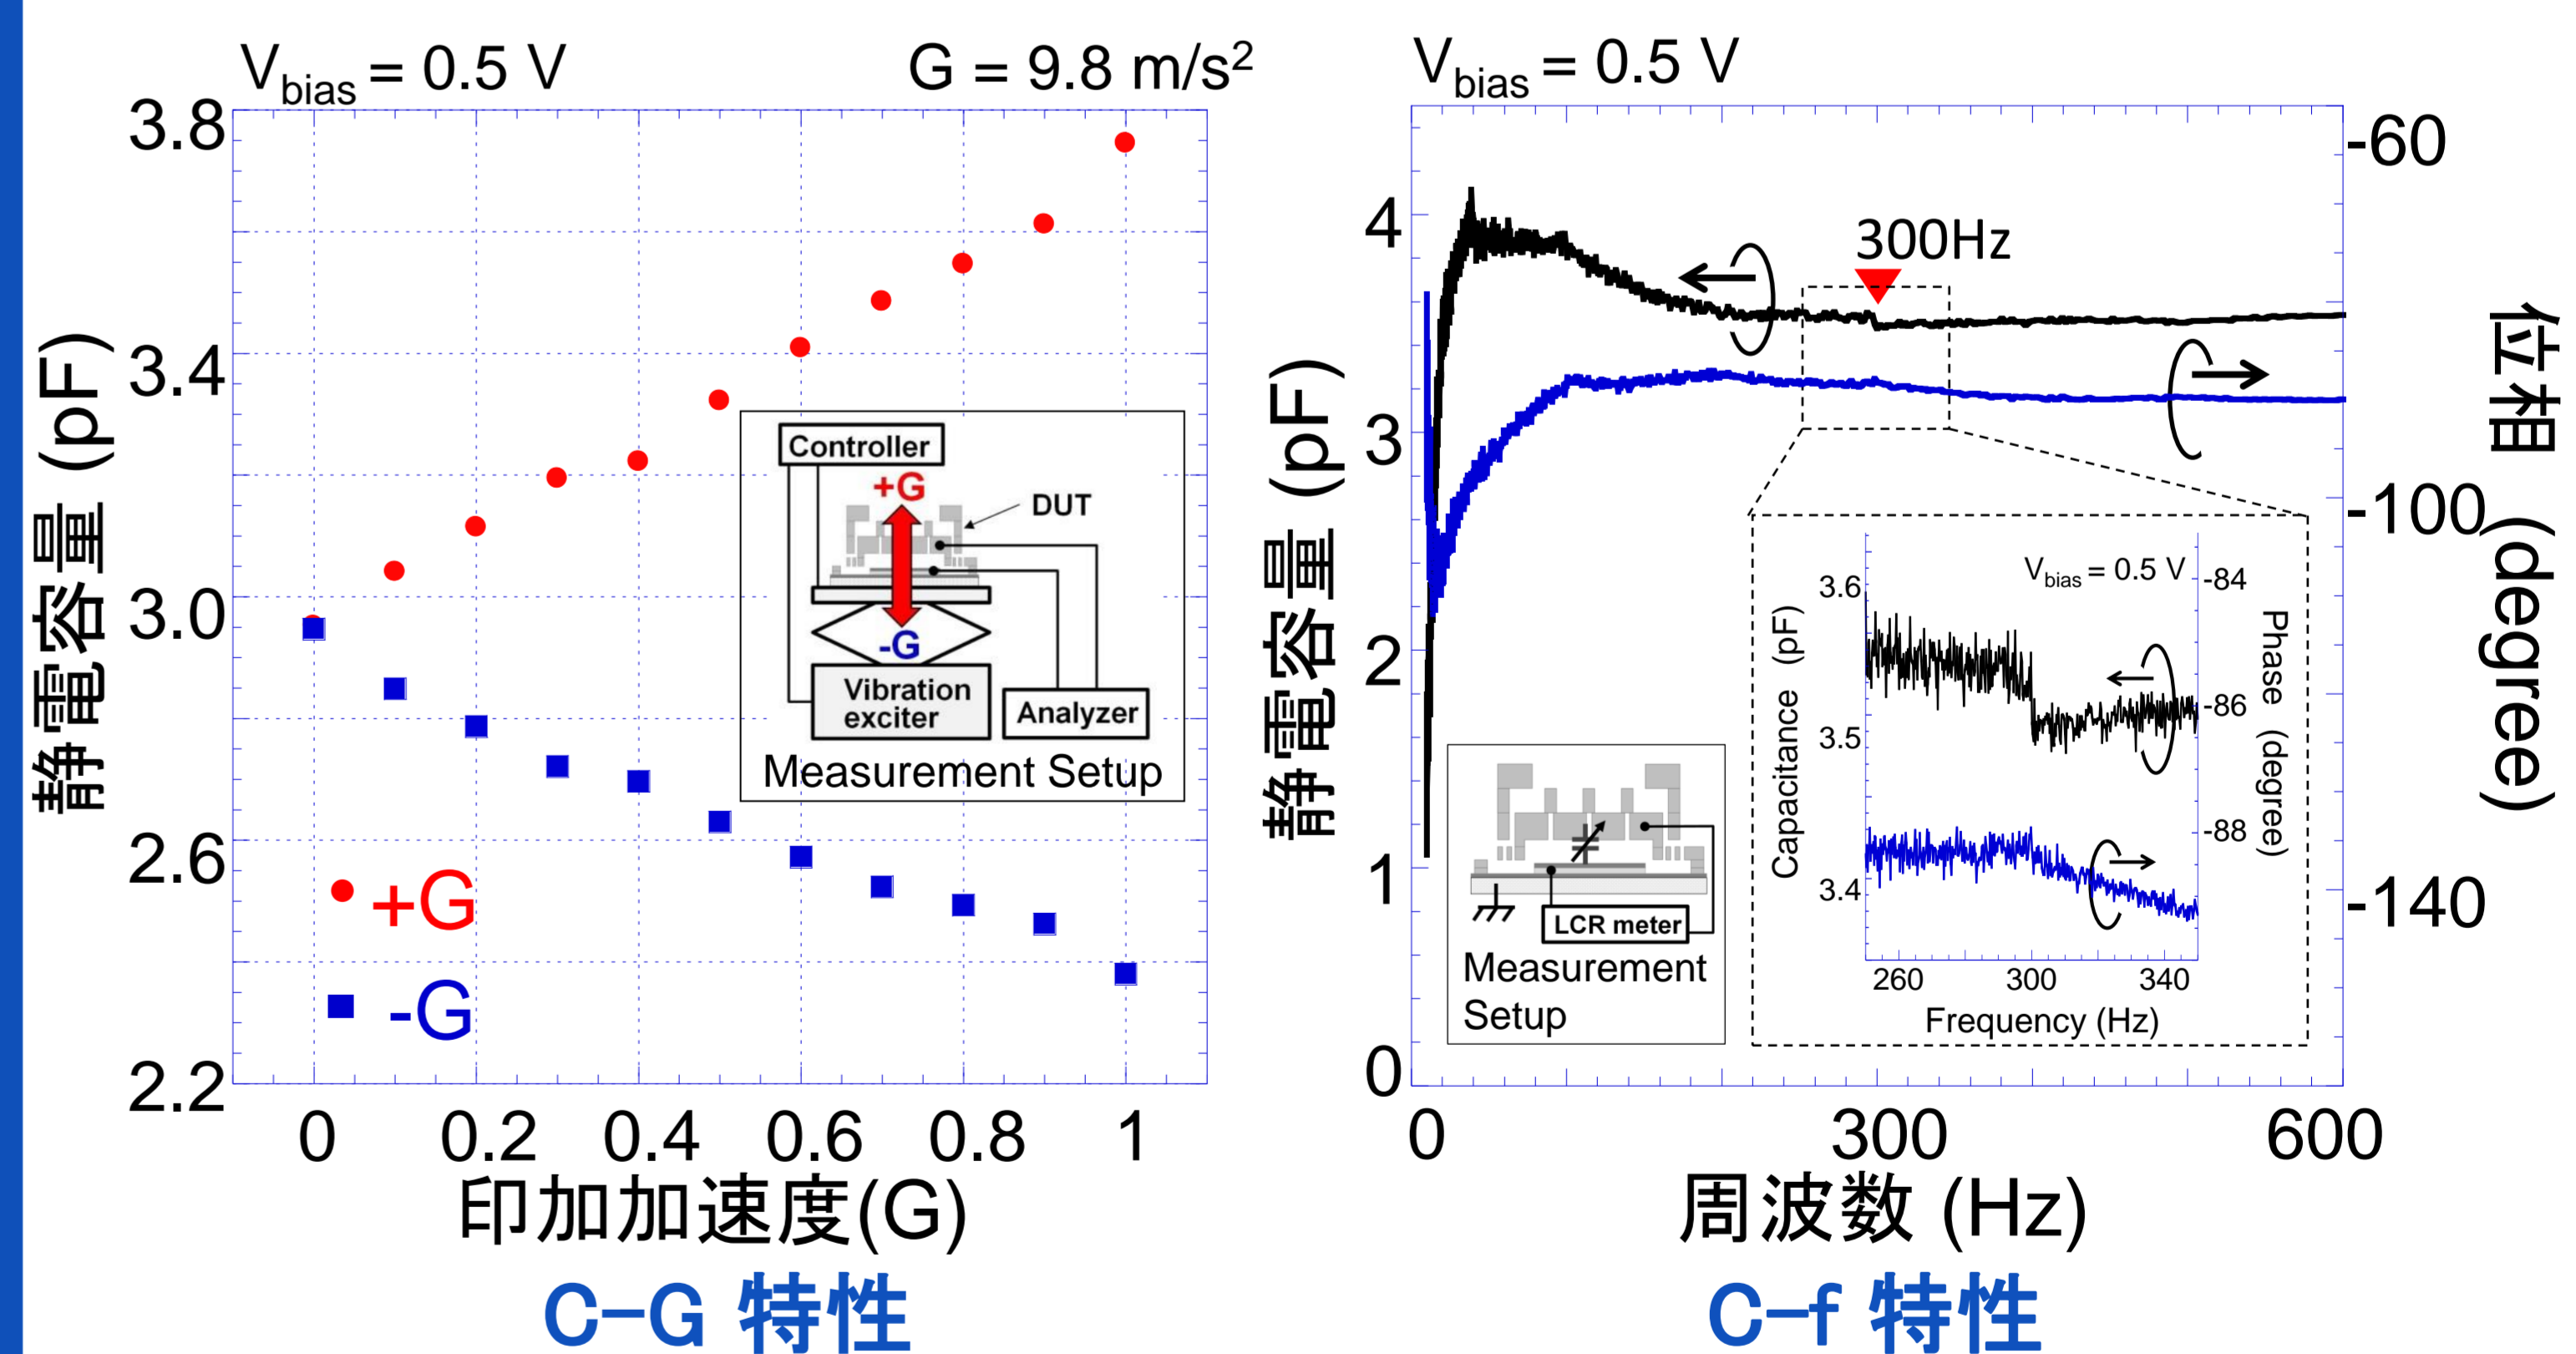 V_bias = 0.5 V
G = 9.8 m/s²
静電容量 (pF)
3.8
3.4
3.0
2.6
2.2
Controller
+G
DUT
-G
Vibration
exciter
Analyzer
Measurement Setup
+G
-G
0 0.2 0.4 0.6 0.8 1
印加加速度(G)
C-G 特性
V_bias = 0.5 V
静電容量 (pF)
4
3
2
1
0
300Hz
-60
-100
-140
位相 (degree)
LCR meter
Measurement
Setup
V_bias = 0.5 V
Capacitance (pF)
3.6
3.5
3.4
-84
-86
-88
Phase (degree)
260 300 340
Frequency (Hz)
0 300 600
周波数 (Hz)
C-f 特性